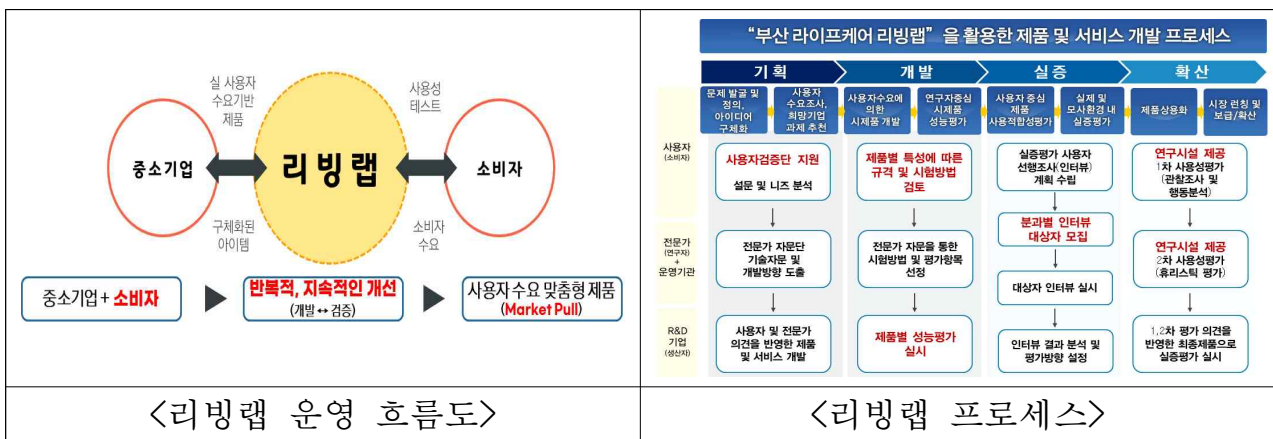 실 사용자
수요기반
제품
사용성
테스트
중소기업
리빙랩
소비자
구체화된
아이템
소비자
수요
중소기업 + 소비자
반복적, 지속적인 개선
(개발 ↔ 검증)
사용자 수요 맞춤형 제품
(Market Pull)
<리빙랩 운영 흐름도>
“부산 라이프케어 리빙랩” 을 활용한 제품 및 서비스 개발 프로세스
기 획
개 발
실 증
확 산
문제 발굴 및
정의,
아이디어
구체화
사용자
수요조사,
희망기업
과제 추천
사용자수요에
의한
시제품 개발
연구자중심
시제품
성능평가
사용자 중심
제품
사용적합성평가
실제 및
모사환경 내
실증평가
제품상용화
시장 런칭 및
보급/확산
사용자
(소비자)
사용자검증단 지원
설문 및 니즈 분석
제품별 특성에 따른
규격 및 시험방법
검토
실증평가 사용자
선행조사(인터뷰)
계획 수립
연구시설 제공
1차 사용성평가
(관찰조사 및
행동분석)
분과별 인터뷰
대상자 모집
전문가
(연구자)
+
운영기관
전문가 자문단
기술자문 및
개발방향 도출
전문가 자문을 통한
시험방법 및 평가항목
선정
대상자 인터뷰 실시
연구시설 제공
2차 사용성평가
(휴리스틱 평가)
R&D
기업
(생산자)
사용자 및 전문가
의견을 반영한 제품
및 서비스 개발
제품별 성능평가
실시
인터뷰 결과 분석 및
평가방향 설정
1,2차 평가 의견을
반영한 최종제품으로
실증평가 실시
<리빙랩 프로세스>